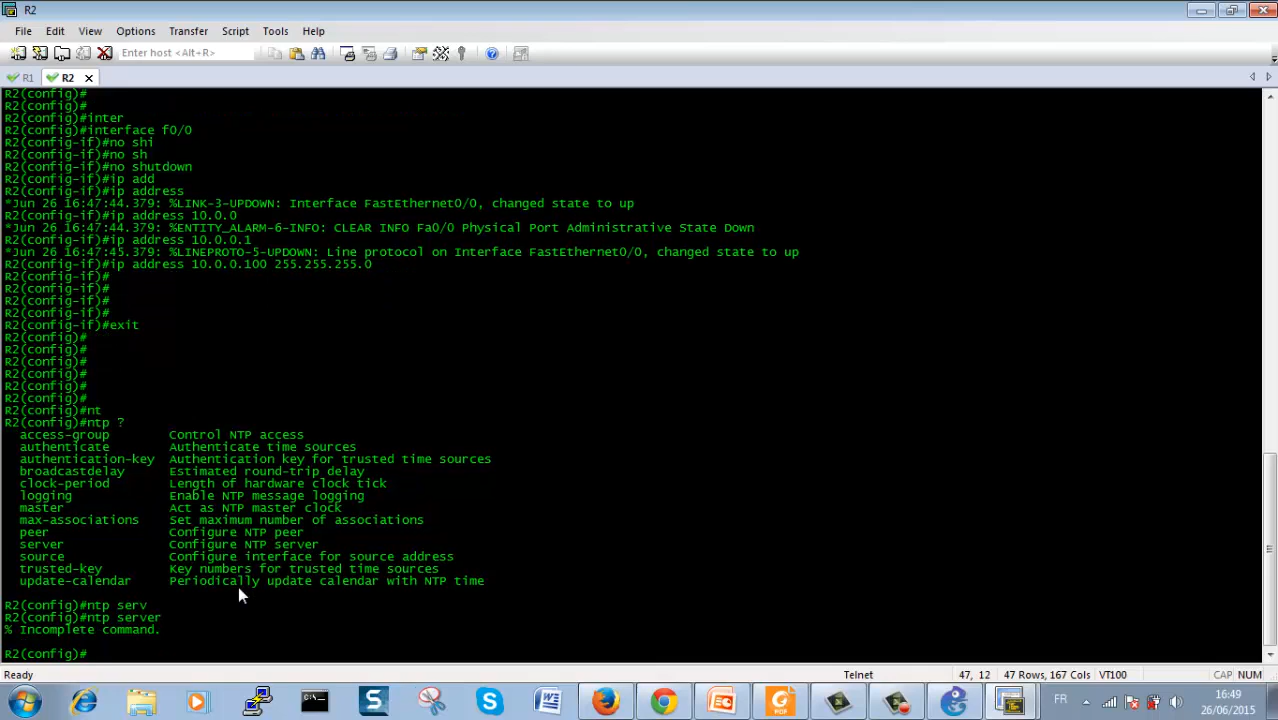 R2
File Edit View Options Transfer Script Tools Help
Enter host <Alt+R>
R1 R2
R2(config)#
R2(config)#
R2(config)#inter
R2(config)#interface f0/0
R2(config-if)#no shi
R2(config-if)#no sh
R2(config-if)#no shutdown
R2(config-if)#ip add
R2(config-if)#ip address
*Jun 26 16:47:44.379: %LINK-3-UPDOWN: Interface FastEthernet0/0, changed state to up
R2(config-if)#ip address 10.0.0
*Jun 26 16:47:44.379: %ENTITY_ALARM-6-INFO: CLEAR INFO Fa0/0 Physical Port Administrative State Down
R2(config-if)#ip address 10.0.0.1
*Jun 26 16:47:45.379: %LINEPROTO-5-UPDOWN: Line protocol on Interface FastEthernet0/0, changed state to up
R2(config-if)#ip address 10.0.0.100 255.255.255.0
R2(config-if)#
R2(config-if)#
R2(config-if)#
R2(config-if)#
R2(config-if)#exit
R2(config)#
R2(config)#
R2(config)#
R2(config)#
R2(config)#
R2(config)#
R2(config)#nt
R2(config)#ntp ?
access-group Control NTP access
authenticate Authenticate time sources
authentication-key Authentication key for trusted time sources
broadcastdelay Estimated round-trip delay
clock-period Length of hardware clock tick
logging Enable NTP message logging
master Act as NTP master clock
max-associations Set maximum number of associations
peer Configure NTP peer
server Configure NTP server
source Configure interface for source address
trusted-key Key numbers for trusted time sources
update-calendar Periodically update calendar with NTP time
R2(config)#ntp serv
R2(config)#ntp server
% Incomplete command.
R2(config)#
Ready Telnet 47, 12 47 Rows, 167 Cols VT100 CAP NUM
FR 16:49
26/06/2015